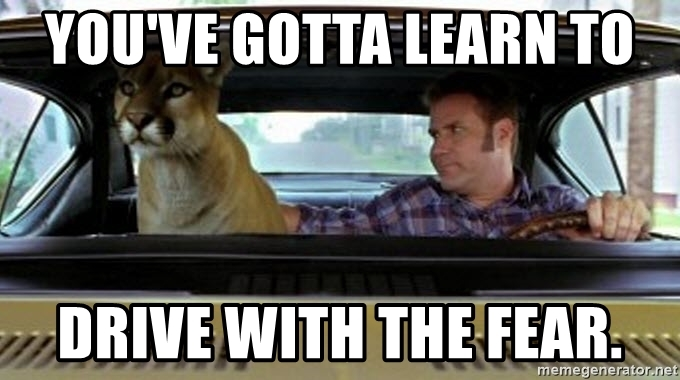 YOU'VE GOTTA LEARN TO
DRIVE WITH THE FEAR.
memegenerator.net